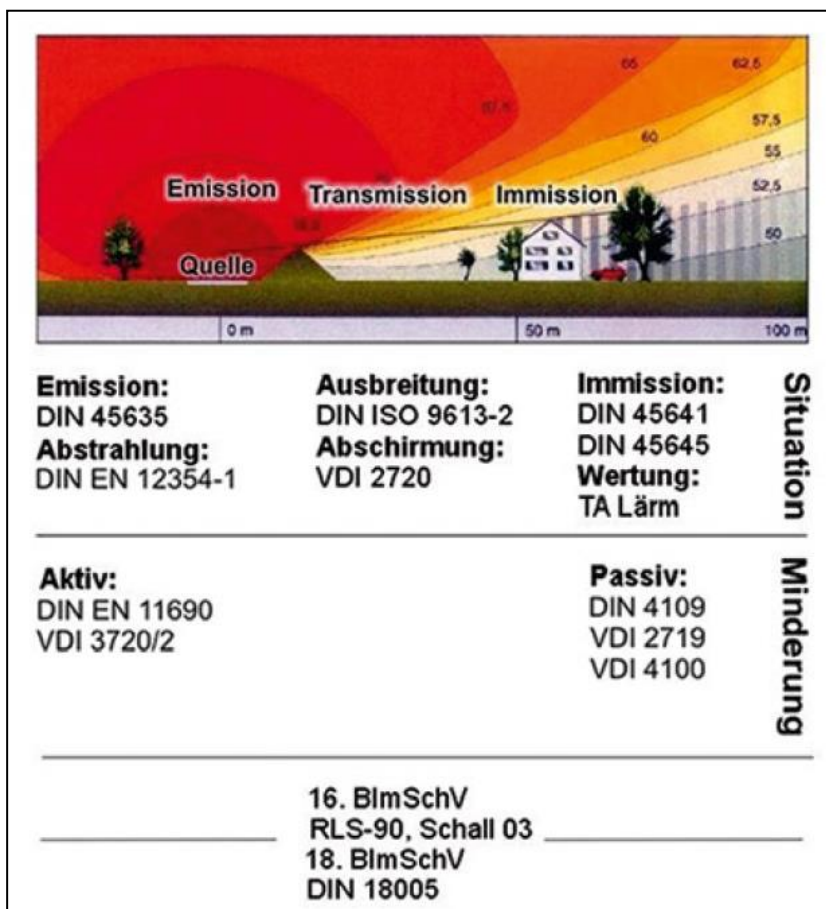 65
62,5
67,5
60
57,5
55
52,5
50
Emission
Transmission
Immission
Quelle
0 m
50 m
100 m
Emission:
DIN 45635
Abstrahlung:
DIN EN 12354-1
Ausbreitung:
DIN ISO 9613-2
Abschirmung:
VDI 2720
Immission:
DIN 45641
DIN 45645
Wertung:
TA Lärm
Situation
Aktiv:
DIN EN 11690
VDI 3720/2
Passiv:
DIN 4109
VDI 2719
VDI 4100
Minderung
16. BImSchV
RLS-90, Schall 03
18. BImSchV
DIN 18005